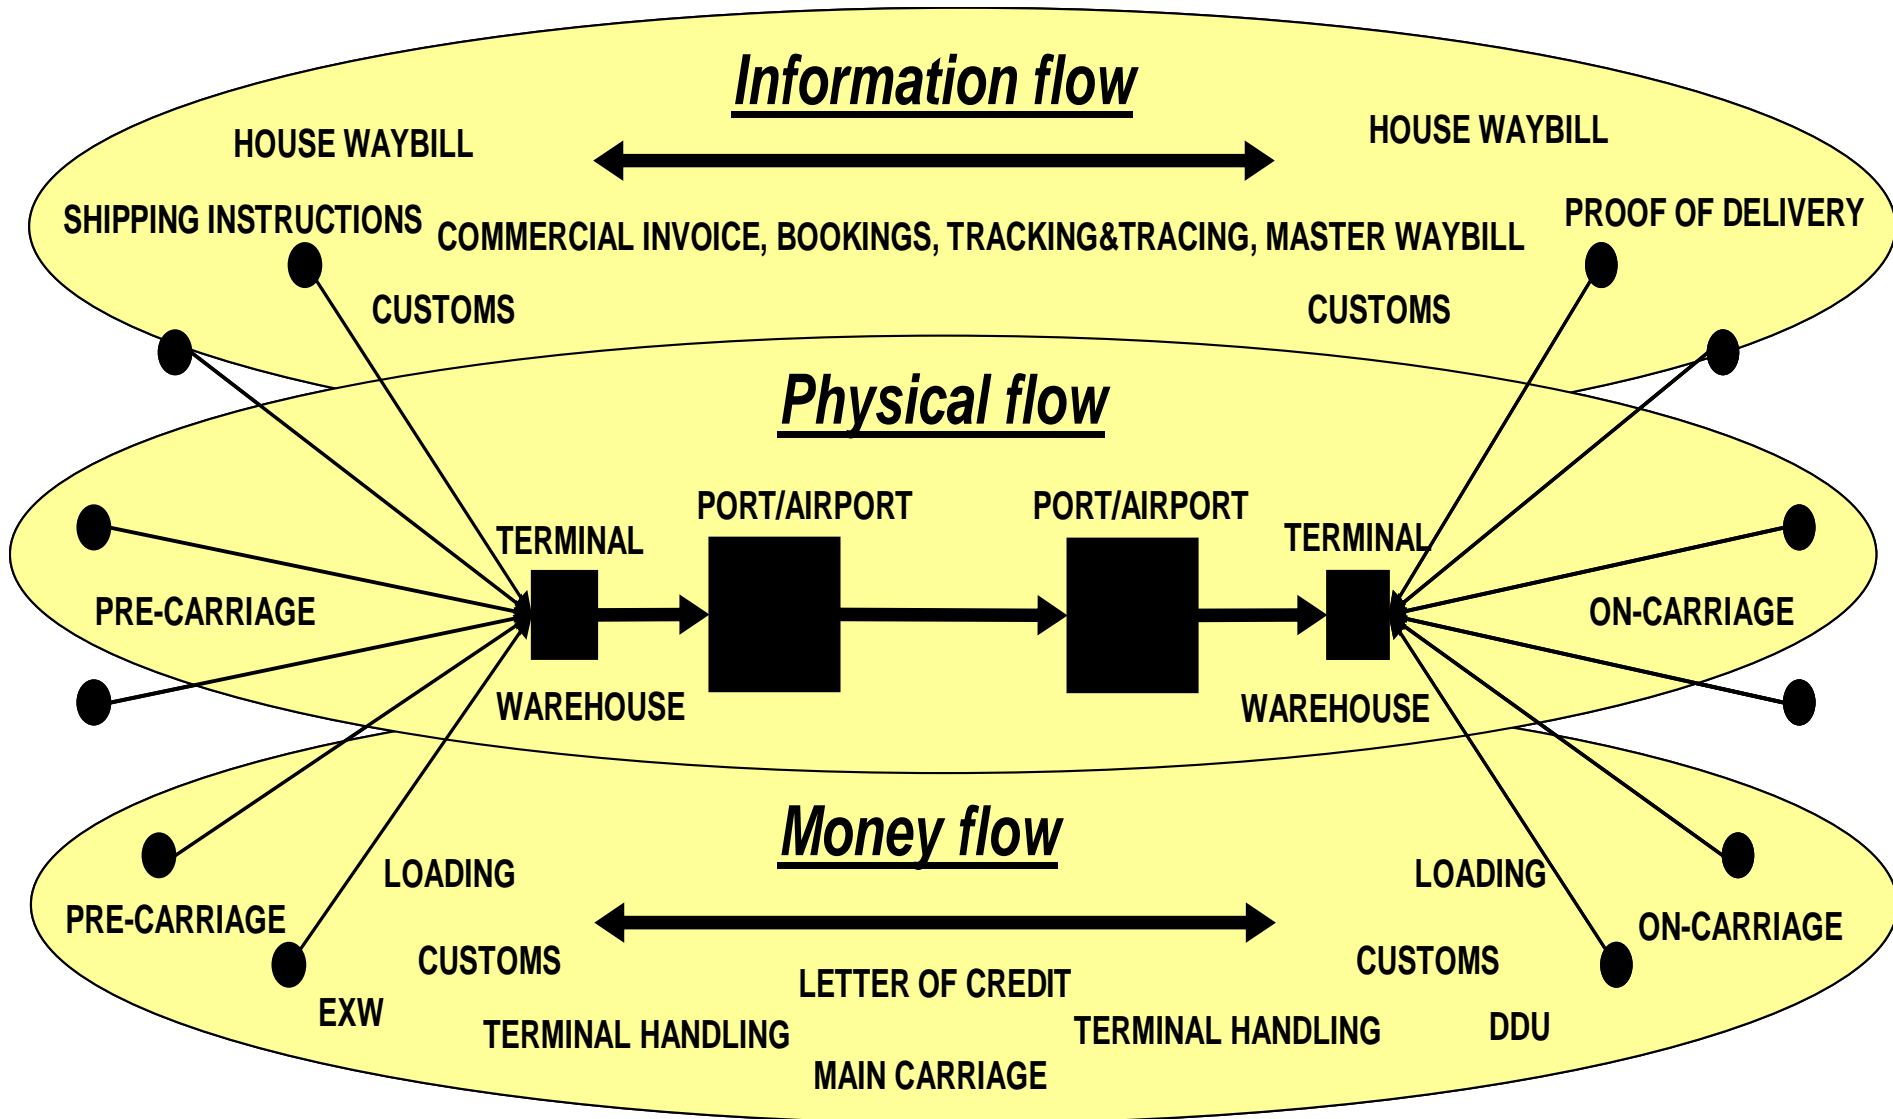 Information flow
HOUSE WAYBILL
HOUSE WAYBILL
SHIPPING INSTRUCTIONS
PROOF OF DELIVERY
COMMERCIAL INVOICE, BOOKINGS, TRACKING&TRACING, MASTER WAYBILL
CUSTOMS
CUSTOMS
Physical flow
PORT/AIRPORT
PORT/AIRPORT
TERMINAL
TERMINAL
PRE-CARRIAGE
ON-CARRIAGE
WAREHOUSE
WAREHOUSE
Money flow
LOADING
LOADING
PRE-CARRIAGE
ON-CARRIAGE
CUSTOMS
CUSTOMS
LETTER OF CREDIT
EXW
DDU
TERMINAL HANDLING
TERMINAL HANDLING
MAIN CARRIAGE